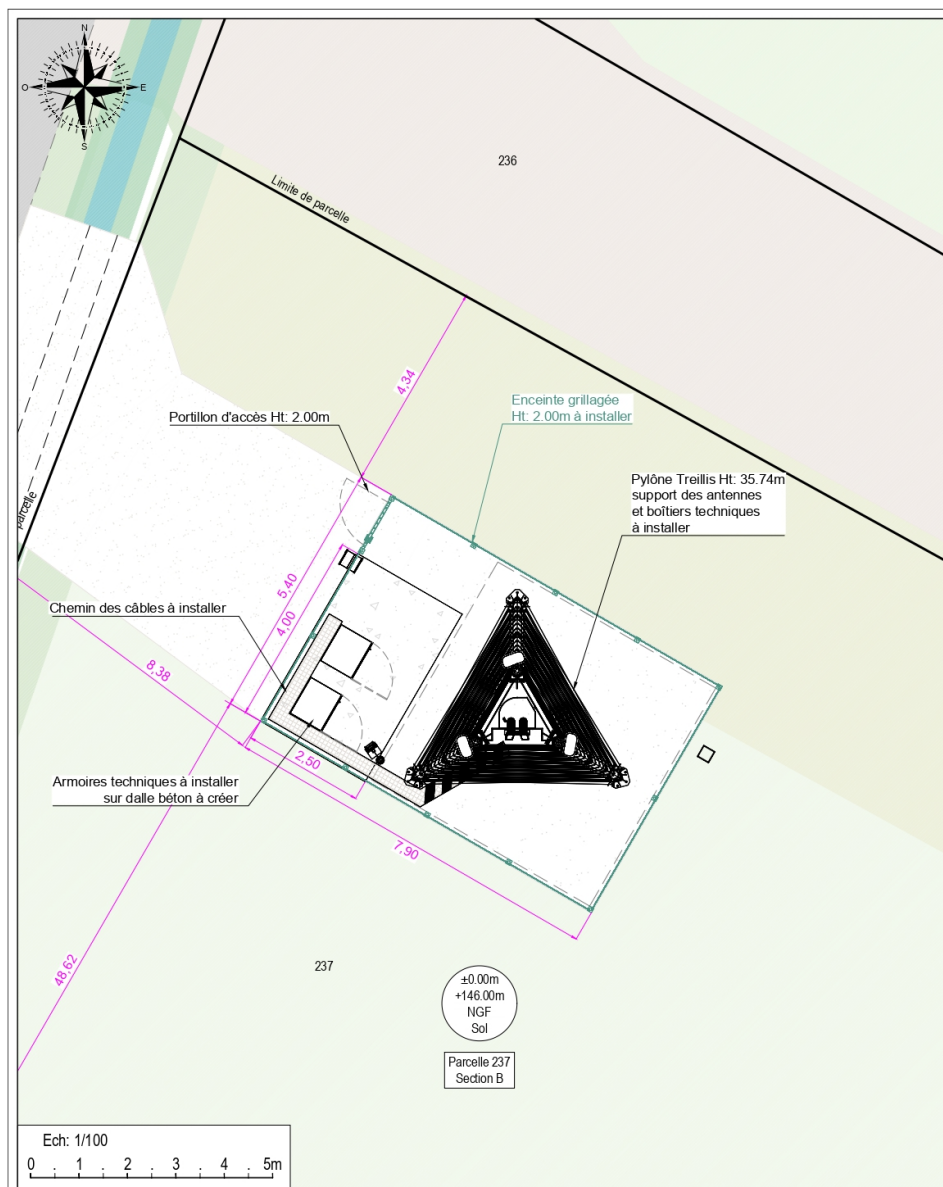 N
O
E
S
236
Limite de parcelle
4,34
Portillon d'accès Ht: 2.00m
Enceinte grillagée
Ht: 2.00m à installer
Pylône Treillis Ht: 35.74m
support des antennes
et boîtiers techniques
à installer
parcelle
5,40
4,00
Chemin des câbles à installer
8,38
2,50
Armoires techniques à installer
sur dalle béton à créer
7,90
48,62
237
±0.00m
+146.00m
NGF
Sol
Parcelle 237
Section B
Ech: 1/100
0 . 1 . 2 . 3 . 4 . 5m